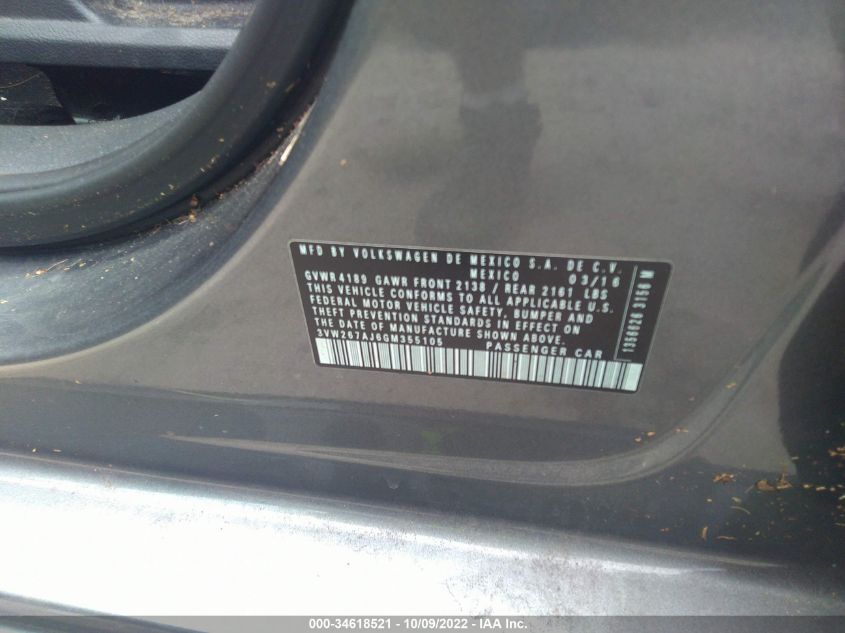 MFD BY VOLKSWAGEN DE MEXICO S.A. DE C.V.
MEXICO 03/16
GVWR 4189 GAWR FRONT 2138 / REAR 2161 LBS
THIS VEHICLE CONFORMS TO ALL APPLICABLE U.S.
FEDERAL MOTOR VEHICLE SAFETY, BUMPER AND
THEFT PREVENTION STANDARDS IN EFFECT ON
THE DATE OF MANUFACTURE SHOWN ABOVE.
3VW267AJ6GM355105 PASSENGER CAR
1356626 3156 M
000-34618521 - 10/09/2022 - IAA Inc.